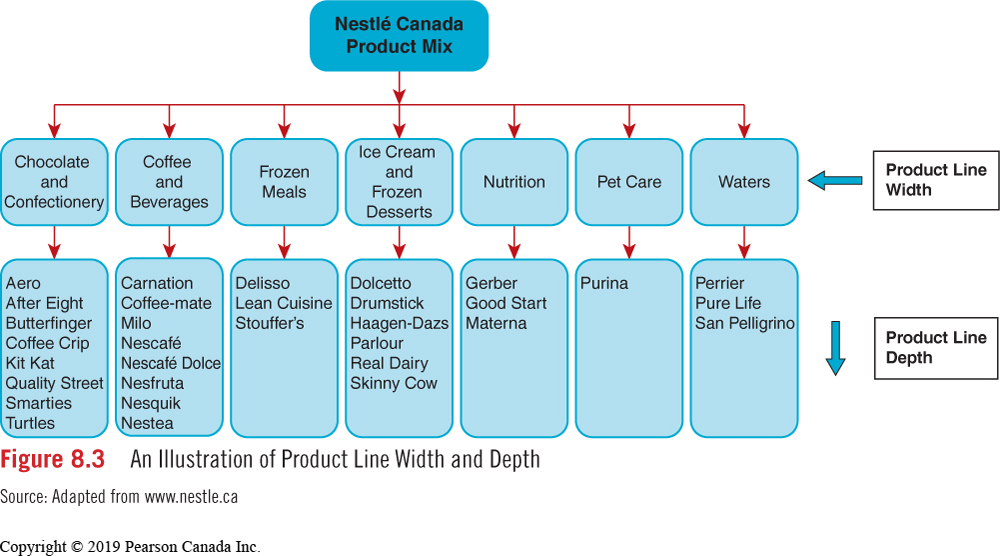 Nestlé Canada
Product Mix
Chocolate
and
Confectionery
Coffee
and
Beverages
Frozen
Meals
Ice Cream
and
Frozen
Desserts
Nutrition
Pet Care
Waters
Product Line
Width
Aero
After Eight
Butterfinger
Coffee Crip
Kit Kat
Quality Street
Smarties
Turtles
Carnation
Coffee-mate
Milo
Nescafé
Nescafé Dolce
Nesfruta
Nesquik
Nestea
Delisso
Lean Cuisine
Stouffer's
Dolcetto
Drumstick
Haagen-Dazs
Parlour
Real Dairy
Skinny Cow
Gerber
Good Start
Materna
Purina
Perrier
Pure Life
San Pelligrino
Product Line
Depth
Figure 8.3 An Illustration of Product Line Width and Depth
Source: Adapted from www.nestle.ca
Copyright © 2019 Pearson Canada Inc.